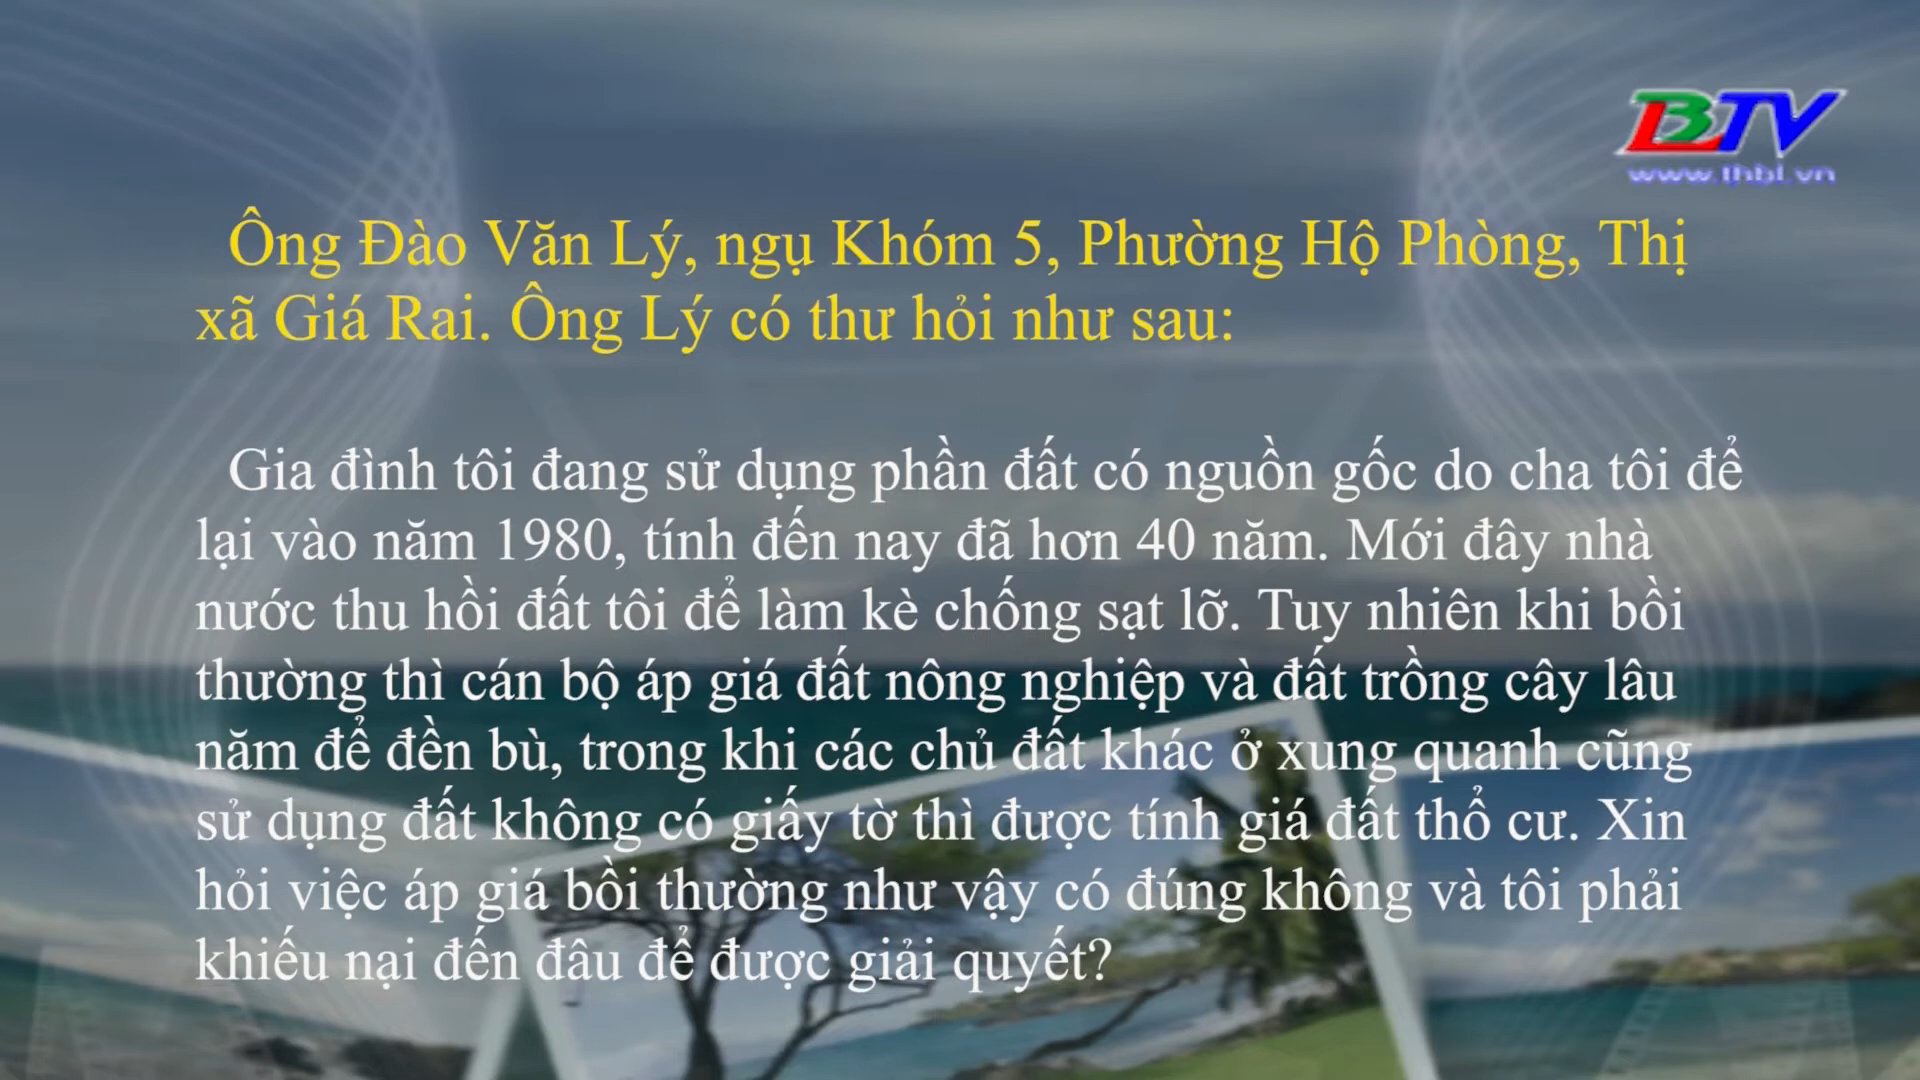 BTV
www.thbl.vn
Ông Đào Văn Lý, ngụ Khóm 5, Phường Hộ Phòng, Thị
xã Giá Rai. Ông Lý có thư hỏi như sau:
Gia đình tôi đang sử dụng phần đất có nguồn gốc do cha tôi để
lại vào năm 1980, tính đến nay đã hơn 40 năm. Mới đây nhà
nước thu hồi đất tôi để làm kè chống sạt lỡ. Tuy nhiên khi bồi
thường thì cán bộ áp giá đất nông nghiệp và đất trồng cây lâu
năm để đền bù, trong khi các chủ đất khác ở xung quanh cũng
sử dụng đất không có giấy tờ thì được tính giá đất thổ cư. Xin
hỏi việc áp giá bồi thường như vậy có đúng không và tôi phải
khiếu nại đến đâu để được giải quyết?